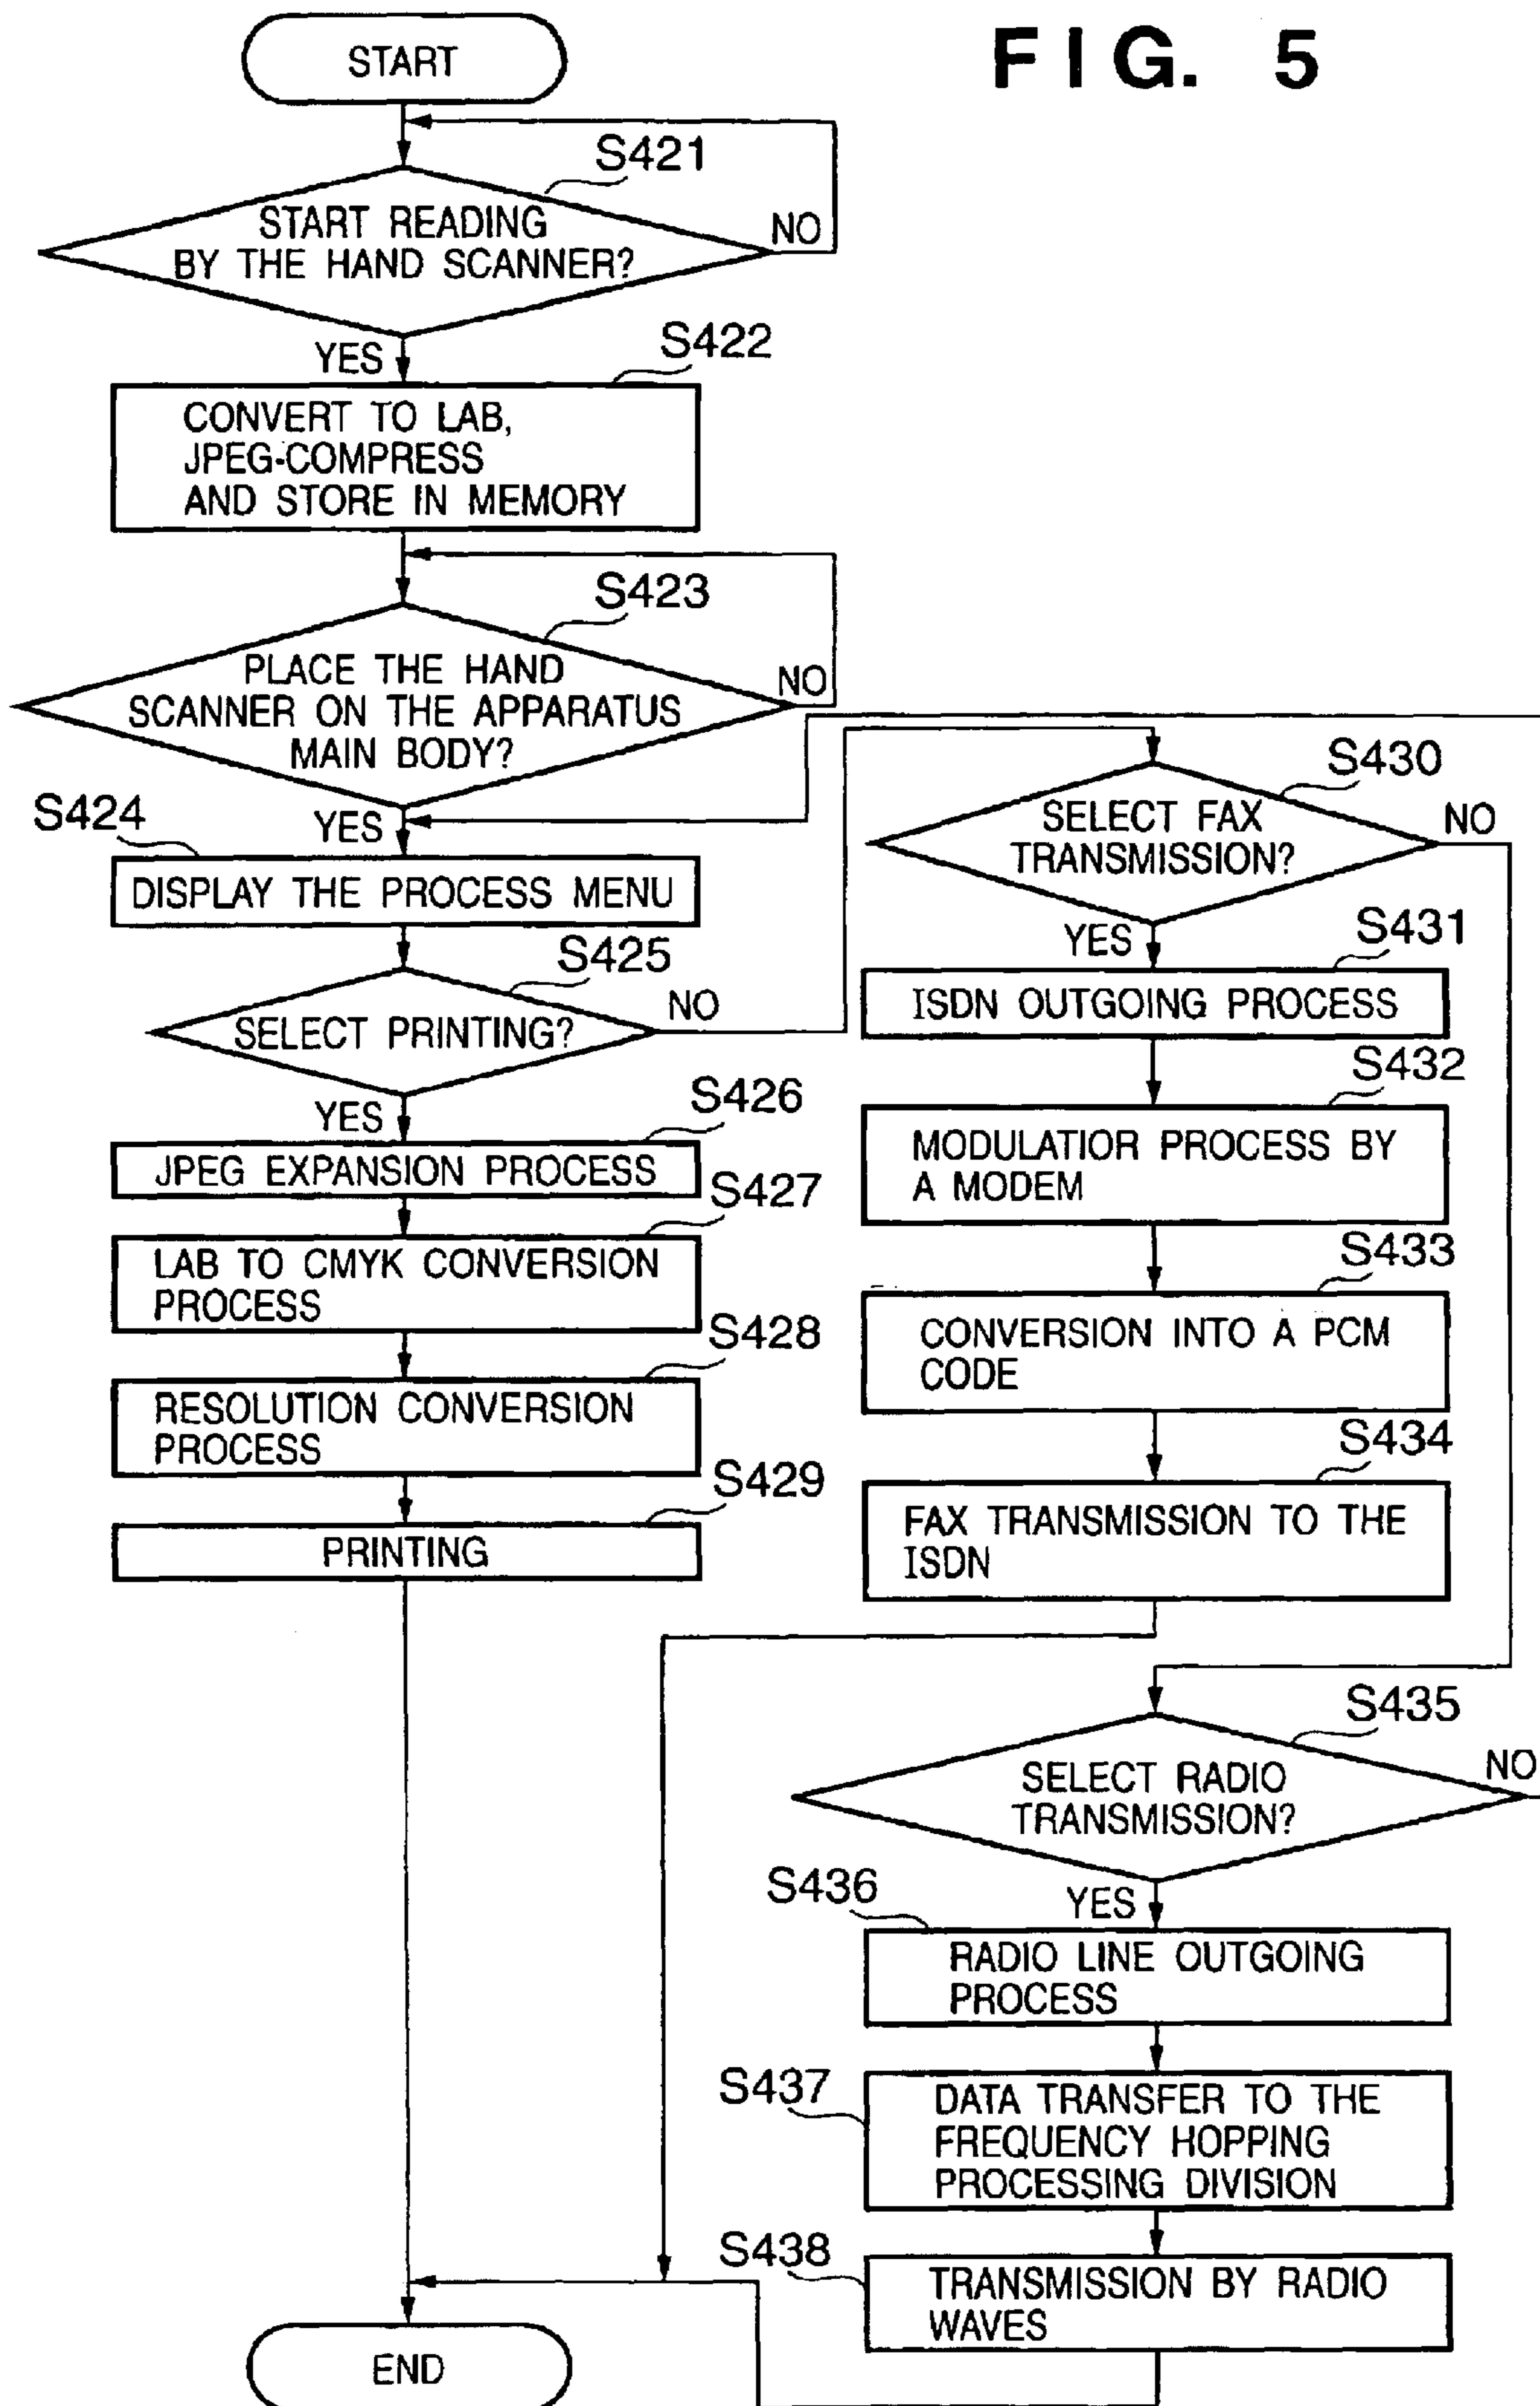 FIG. 5
START
S421
START READING
BY THE HAND SCANNER?
NO
YES
S422
CONVERT TO LAB,
JPEG-COMPRESS
AND STORE IN MEMORY
S423
PLACE THE HAND
SCANNER ON THE APPARATUS
MAIN BODY?
NO
YES
S424
DISPLAY THE PROCESS MENU
S425
SELECT PRINTING?
NO
YES
S426
JPEG EXPANSION PROCESS
S427
LAB TO CMYK CONVERSION
PROCESS
S428
RESOLUTION CONVERSION
PROCESS
S429
PRINTING
S430
SELECT FAX
TRANSMISSION?
NO
YES
S431
ISDN OUTGOING PROCESS
S432
MODULATIOR PROCESS BY
A MODEM
S433
CONVERSION INTO A PCM
CODE
S434
FAX TRANSMISSION TO THE
ISDN
S435
SELECT RADIO
TRANSMISSION?
NO
YES
S436
RADIO LINE OUTGOING
PROCESS
S437
DATA TRANSFER TO THE
FREQUENCY HOPPING
PROCESSING DIVISION
S438
TRANSMISSION BY RADIO
WAVES
END